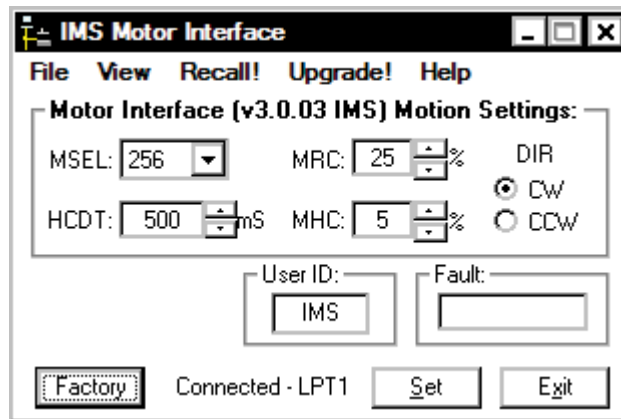 IMS Motor Interface
File View Recall! Upgrade! Help
Motor Interface (v3.0.03 IMS) Motion Settings:
MSEL: 256 MRC: 25 % DIR
CW
HCDT: 500 mS MHC: 5 % CCW
User ID: Fault:
IMS
Factory Connected - LPT1 Set Exit